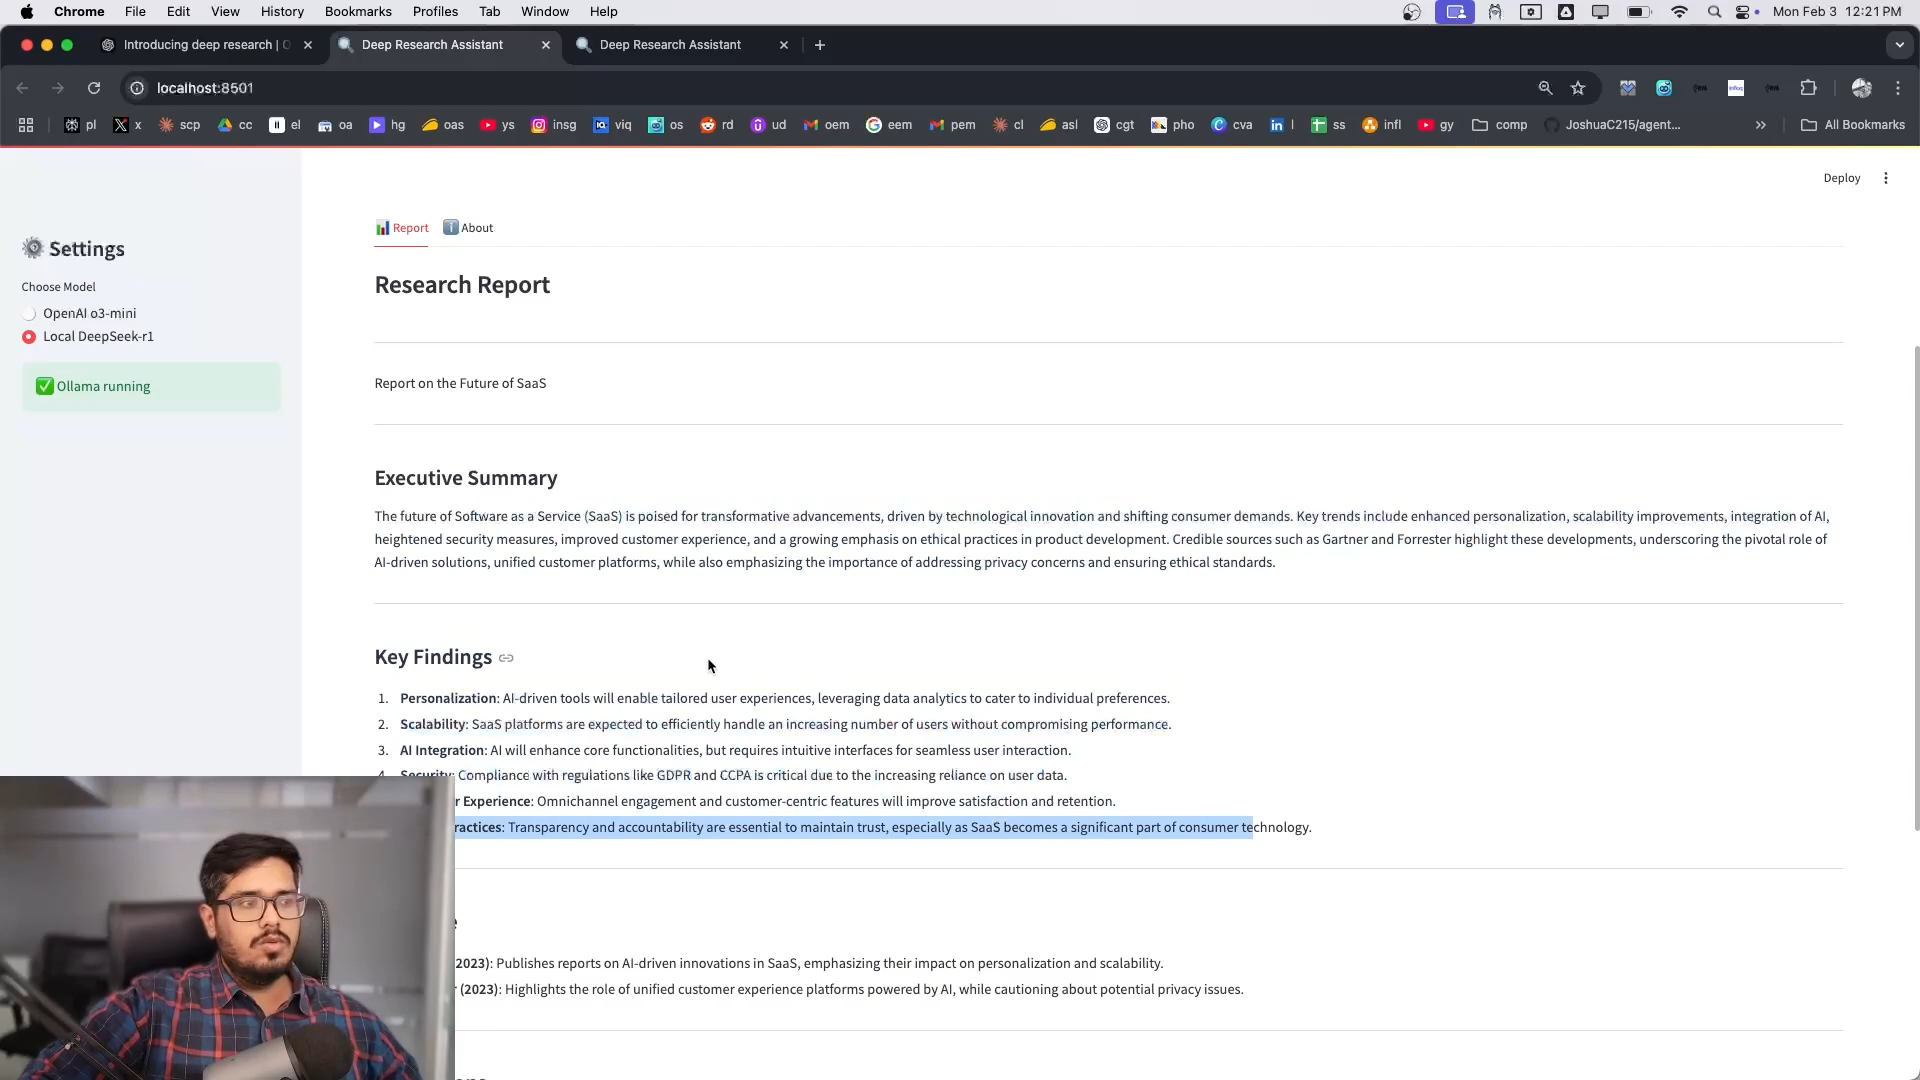 Chrome File Edit View History Bookmarks Profiles Tab Window Help Mon Feb 3 12:21 PM
Introducing deep research | Deep Research Assistant Deep Research Assistant
localhost:8501
pl x scp cc el oa hg oas ys insg viq os rd ud oem eem pem cl asl cgt pho cva l ss infl gy comp JoshuaC215/agent... All Bookmarks
Deploy
Report About
Settings
Research Report
Choose Model
OpenAI o3-mini
Local DeepSeek-r1
Ollama running
Report on the Future of SaaS
Executive Summary
The future of Software as a Service (SaaS) is poised for transformative advancements, driven by technological innovation and shifting consumer demands. Key trends include enhanced personalization, scalability improvements, integration of AI,
heightened security measures, improved customer experience, and a growing emphasis on ethical practices in product development. Credible sources such as Gartner and Forrester highlight these developments, underscoring the pivotal role of
AI-driven solutions, unified customer platforms, while also emphasizing the importance of addressing privacy concerns and ensuring ethical standards.
Key Findings
1. Personalization: AI-driven tools will enable tailored user experiences, leveraging data analytics to cater to individual preferences.
2. Scalability: SaaS platforms are expected to efficiently handle an increasing number of users without compromising performance.
3. AI Integration: AI will enhance core functionalities, but requires intuitive interfaces for seamless user interaction.
4. Security: Compliance with regulations like GDPR and CCPA is critical due to the increasing reliance on user data.
r Experience: Omnichannel engagement and customer-centric features will improve satisfaction and retention.
ractices: Transparency and accountability are essential to maintain trust, especially as SaaS becomes a significant part of consumer technology.
2023): Publishes reports on AI-driven innovations in SaaS, emphasizing their impact on personalization and scalability.
r (2023): Highlights the role of unified customer experience platforms powered by AI, while cautioning about potential privacy issues.